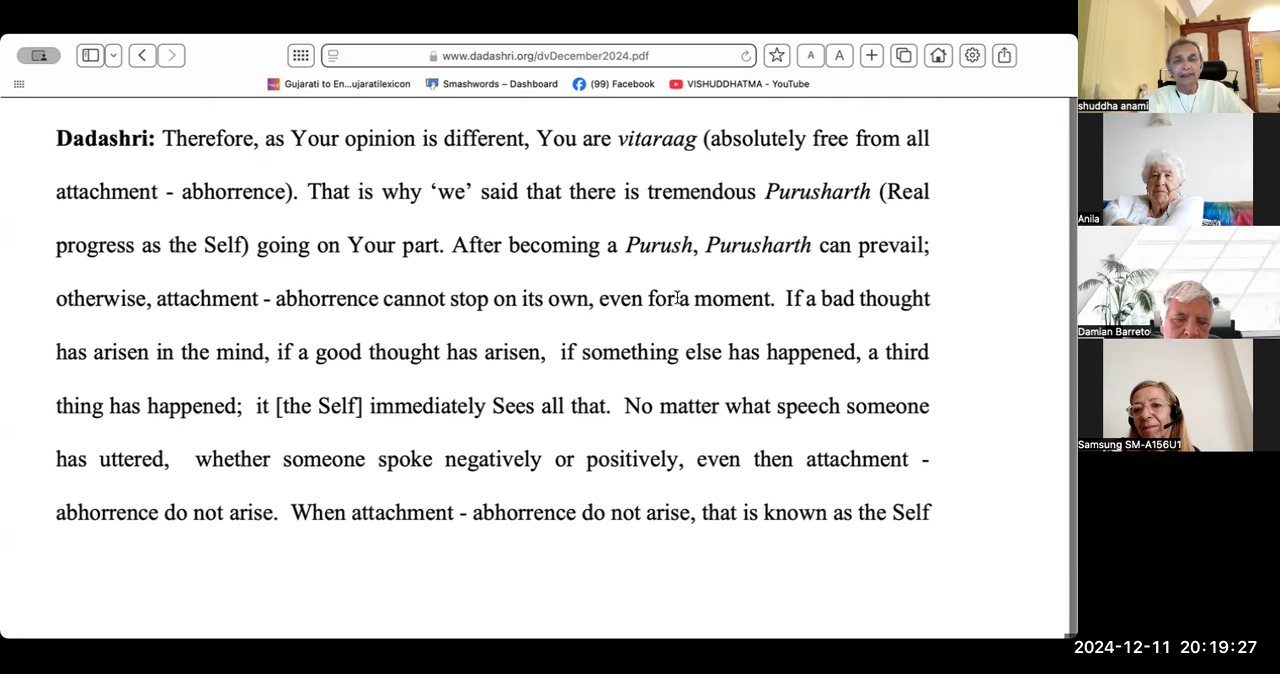 www.dadashri.org/dvDecember2024.pdf
A A
Gujarati to En...ujaratilexicon Smashwords – Dashboard (99) Facebook VISHUDDHATMA - YouTube
Dadashri: Therefore, as Your opinion is different, You are vitaraag (absolutely free from all
attachment - abhorrence). That is why ‘we’ said that there is tremendous Purusharth (Real
progress as the Self) going on Your part. After becoming a Purush, Purusharth can prevail;
otherwise, attachment - abhorrence cannot stop on its own, even for a moment. If a bad thought
has arisen in the mind, if a good thought has arisen, if something else has happened, a third
thing has happened; it [the Self] immediately Sees all that. No matter what speech someone
has uttered, whether someone spoke negatively or positively, even then attachment -
abhorrence do not arise. When attachment - abhorrence do not arise, that is known as the Self
shuddha anami
Anila
Damian Barreto
Samsung SM-A156U1
2024-12-11 20:19:27